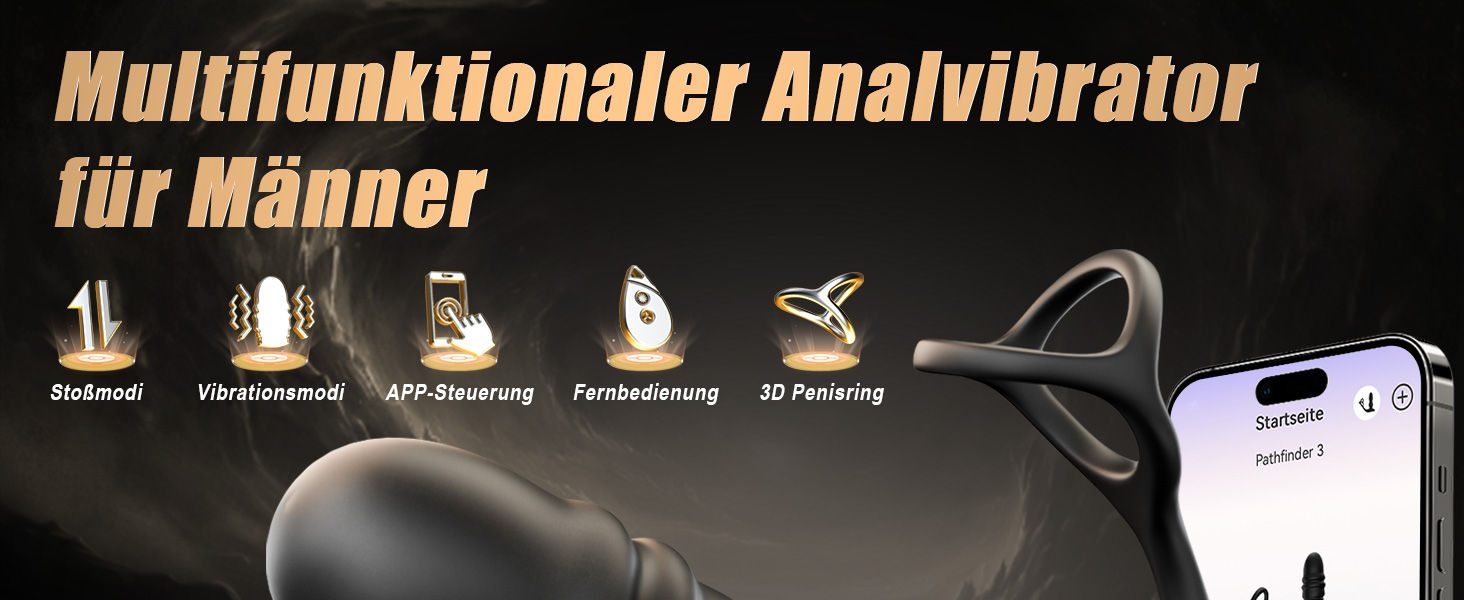 Multifunktionaler Analvibrator
für Männer
Stoßmodi
Vibrationsmodi
APP-Steuerung
Fernbedienung
3D Penisring
Startseite
Pathfinder 3